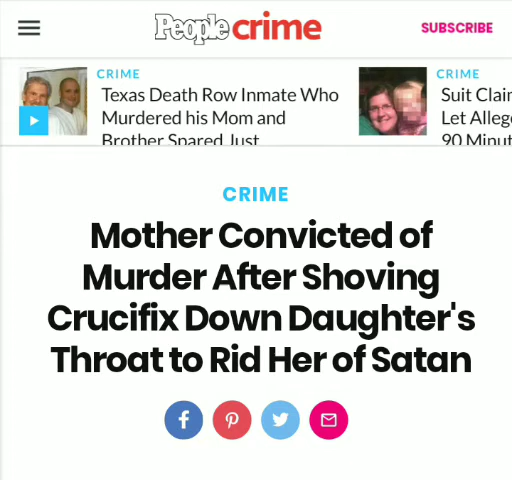 People crime
SUBSCRIBE
CRIME
Texas Death Row Inmate Who
Murdered his Mom and
Brother Spared Just
CRIME
Suit Clai
Let Alleg
90 Minut
CRIME
Mother Convicted of
Murder After Shoving
Crucifix Down Daughter's
Throat to Rid Her of Satan